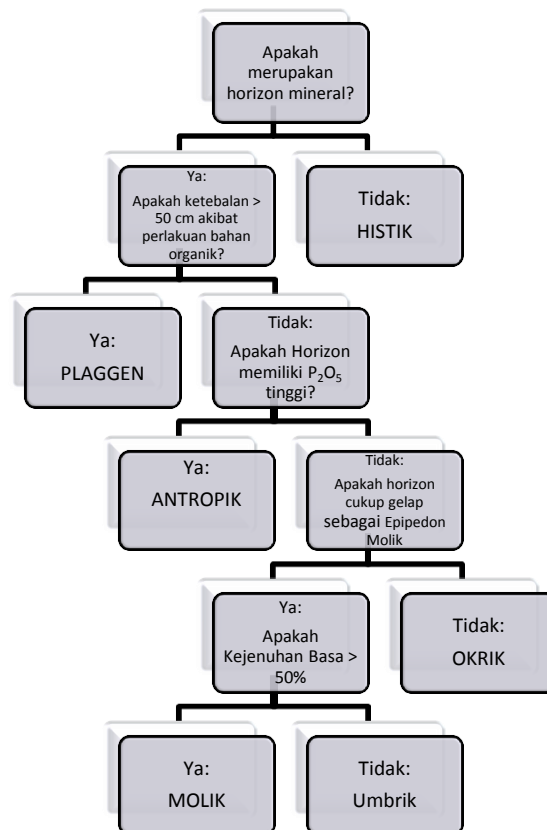 Apakah
merupakan
horizon mineral?
Ya:
Apakah ketebalan >
50 cm akibat
perlakuan bahan
organik?
Tidak:
HISTIK
Ya:
PLAGGEN
Tidak:
Apakah Horizon
memiliki P₂O₅
tinggi?
Ya:
ANTROPIK
Tidak:
Apakah horizon
cukup gelap
sebagai Epipedon
Molik
Ya:
Apakah
Kejenuhan Basa >
50%
Tidak:
OKRIK
Ya:
MOLIK
Tidak:
Umbrik